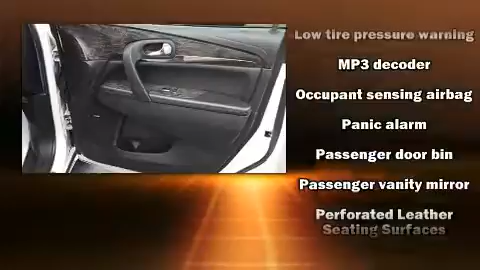 Low tire pressure warning
MP3 decoder
Occupant sensing airbag
Panic alarm
Passenger door bin
Passenger vanity mirror
Perforated Leather
Seating Surfaces